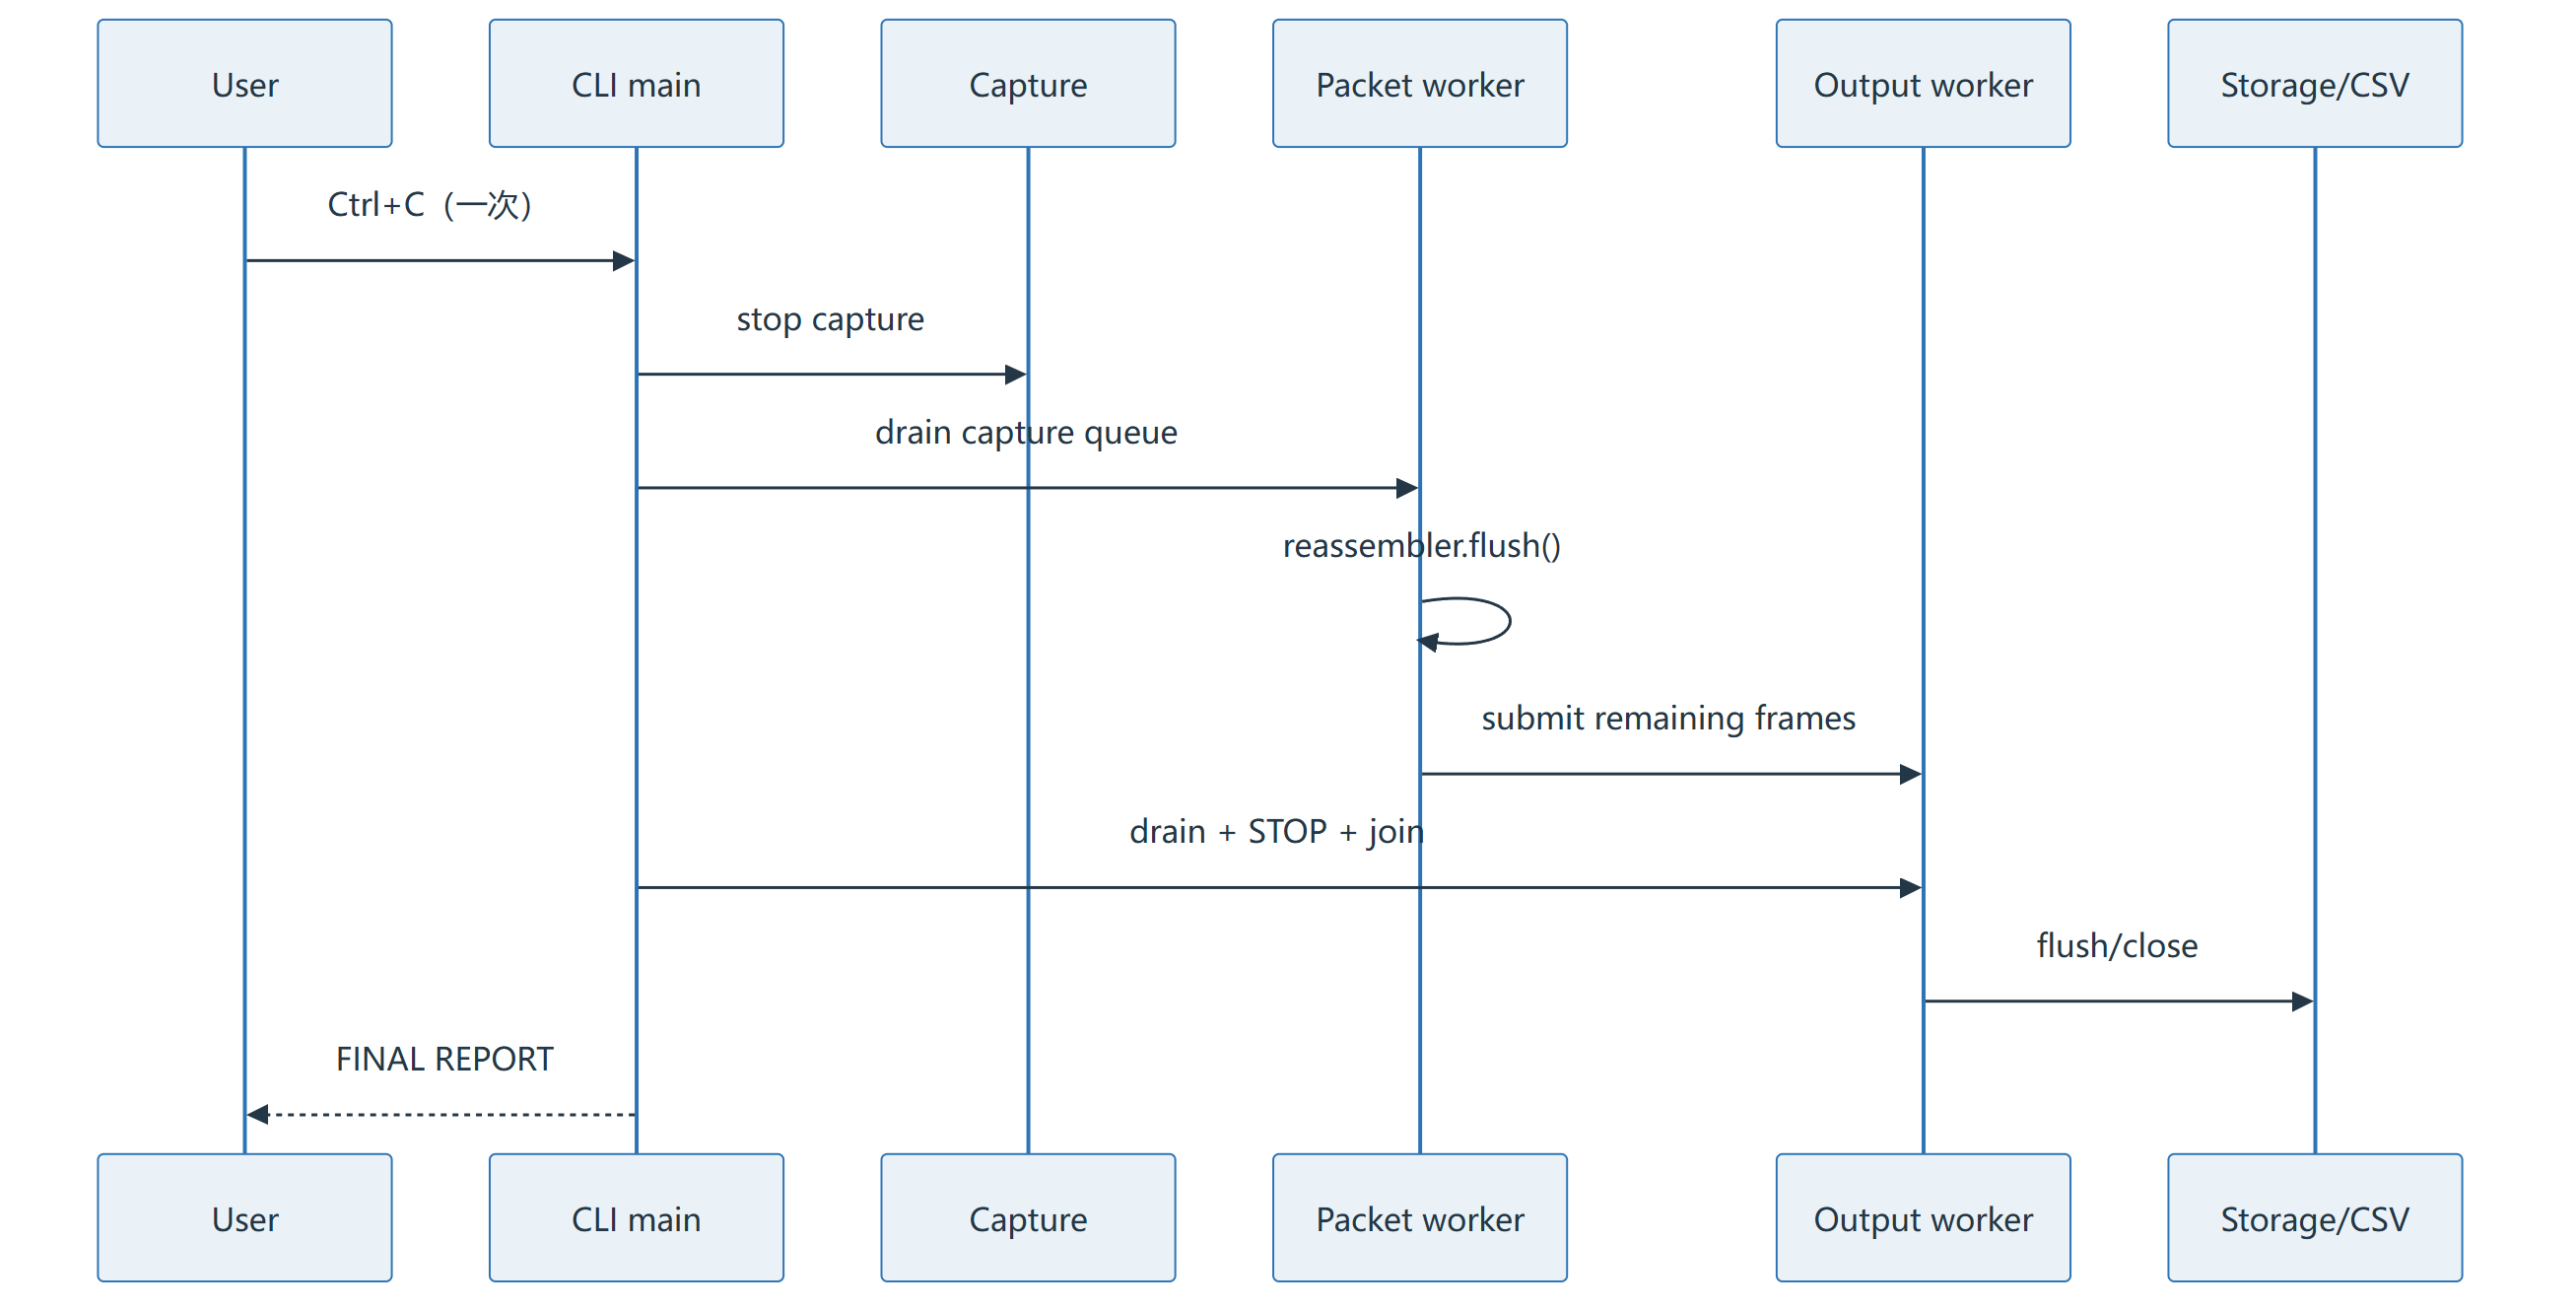 User
CLI main
Capture
Packet worker
Output worker
Storage/CSV
Ctrl+C（一次）
stop capture
drain capture queue
reassembler.flush()
submit remaining frames
drain + STOP + join
flush/close
FINAL REPORT
User
CLI main
Capture
Packet worker
Output worker
Storage/CSV